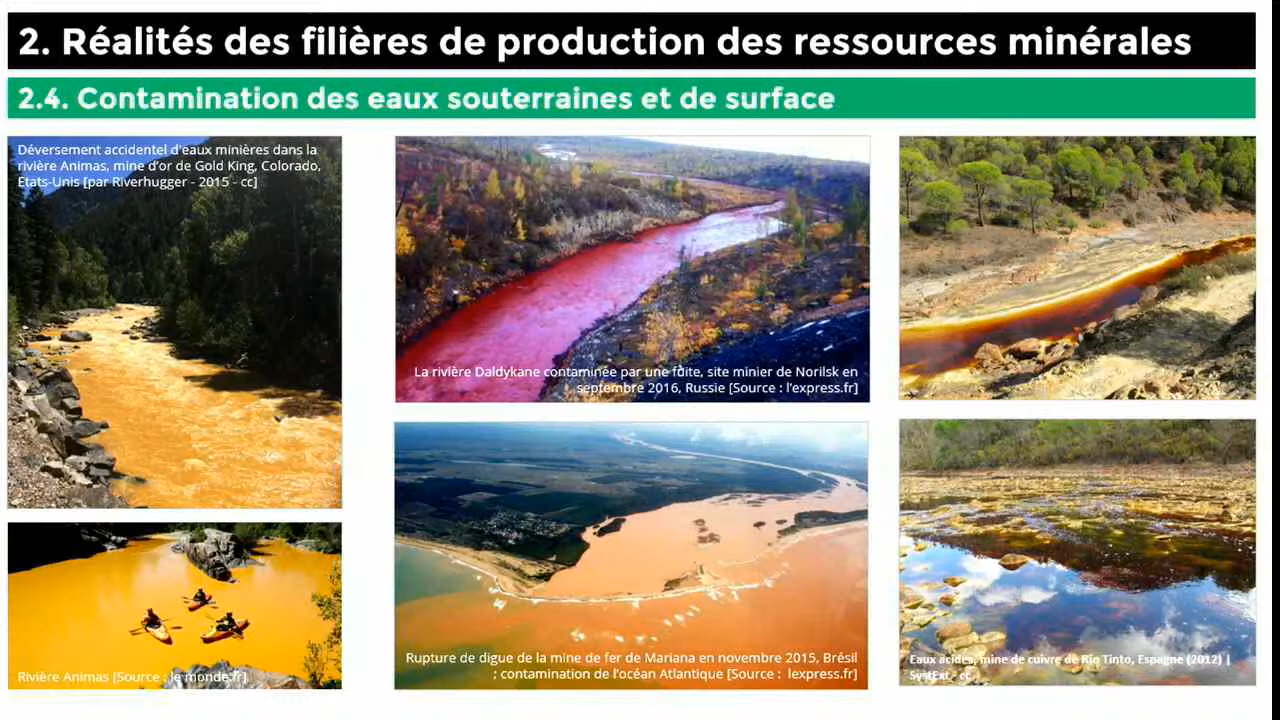 2. Réalités des filières de production des ressources minérales
2.4. Contamination des eaux souterraines et de surface
Déversement accidentel d'eaux minières dans la
rivière Animas, mine d'or de Gold King, Colorado,
Etats-Unis [par Riverhugger - 2015 - cc]
Rivière Animas [Source : le monde.fr]
La rivière Daldykane contaminée par une fuite, site minier de Norilsk en
septembre 2016, Russie [Source : l'express.fr]
Rupture de digue de la mine de fer de Mariana en novembre 2015, Brésil
; contamination de l'océan Atlantique [Source : lexpress.fr]
Eaux acides, mine de cuivre de Rio Tinto, Espagne (2012) |
SystExt - cc